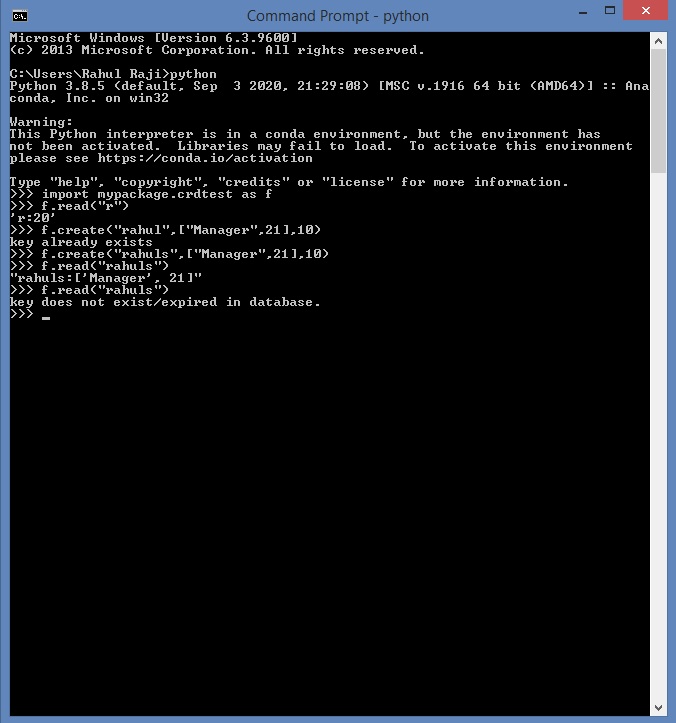 Command Prompt - python
Microsoft Windows [Version 6.3.9600]
(c) 2013 Microsoft Corporation. All rights reserved.
C:\Users\Rahul Raji>python
Python 3.8.5 (default, Sep  3 2020, 21:29:08) [MSC v.1916 64 bit (AMD64)] :: Ana
conda, Inc. on win32
Warning:
This Python interpreter is in a conda environment, but the environment has
not been activated.  Libraries may fail to load.  To activate this environment
please see https://conda.io/activation
Type "help", "copyright", "credits" or "license" for more information.
>>> import mypackage.crdtest as f
>>> f.read("r")
'r:20'
>>> f.create("rahul",["Manager",21],10)
key already exists
>>> f.create("rahuls",["Manager",21],10)
>>> f.read("rahuls")
"rahuls:['Manager', 21]"
>>> f.read("rahuls")
key does not exist/expired in database.
>>> _